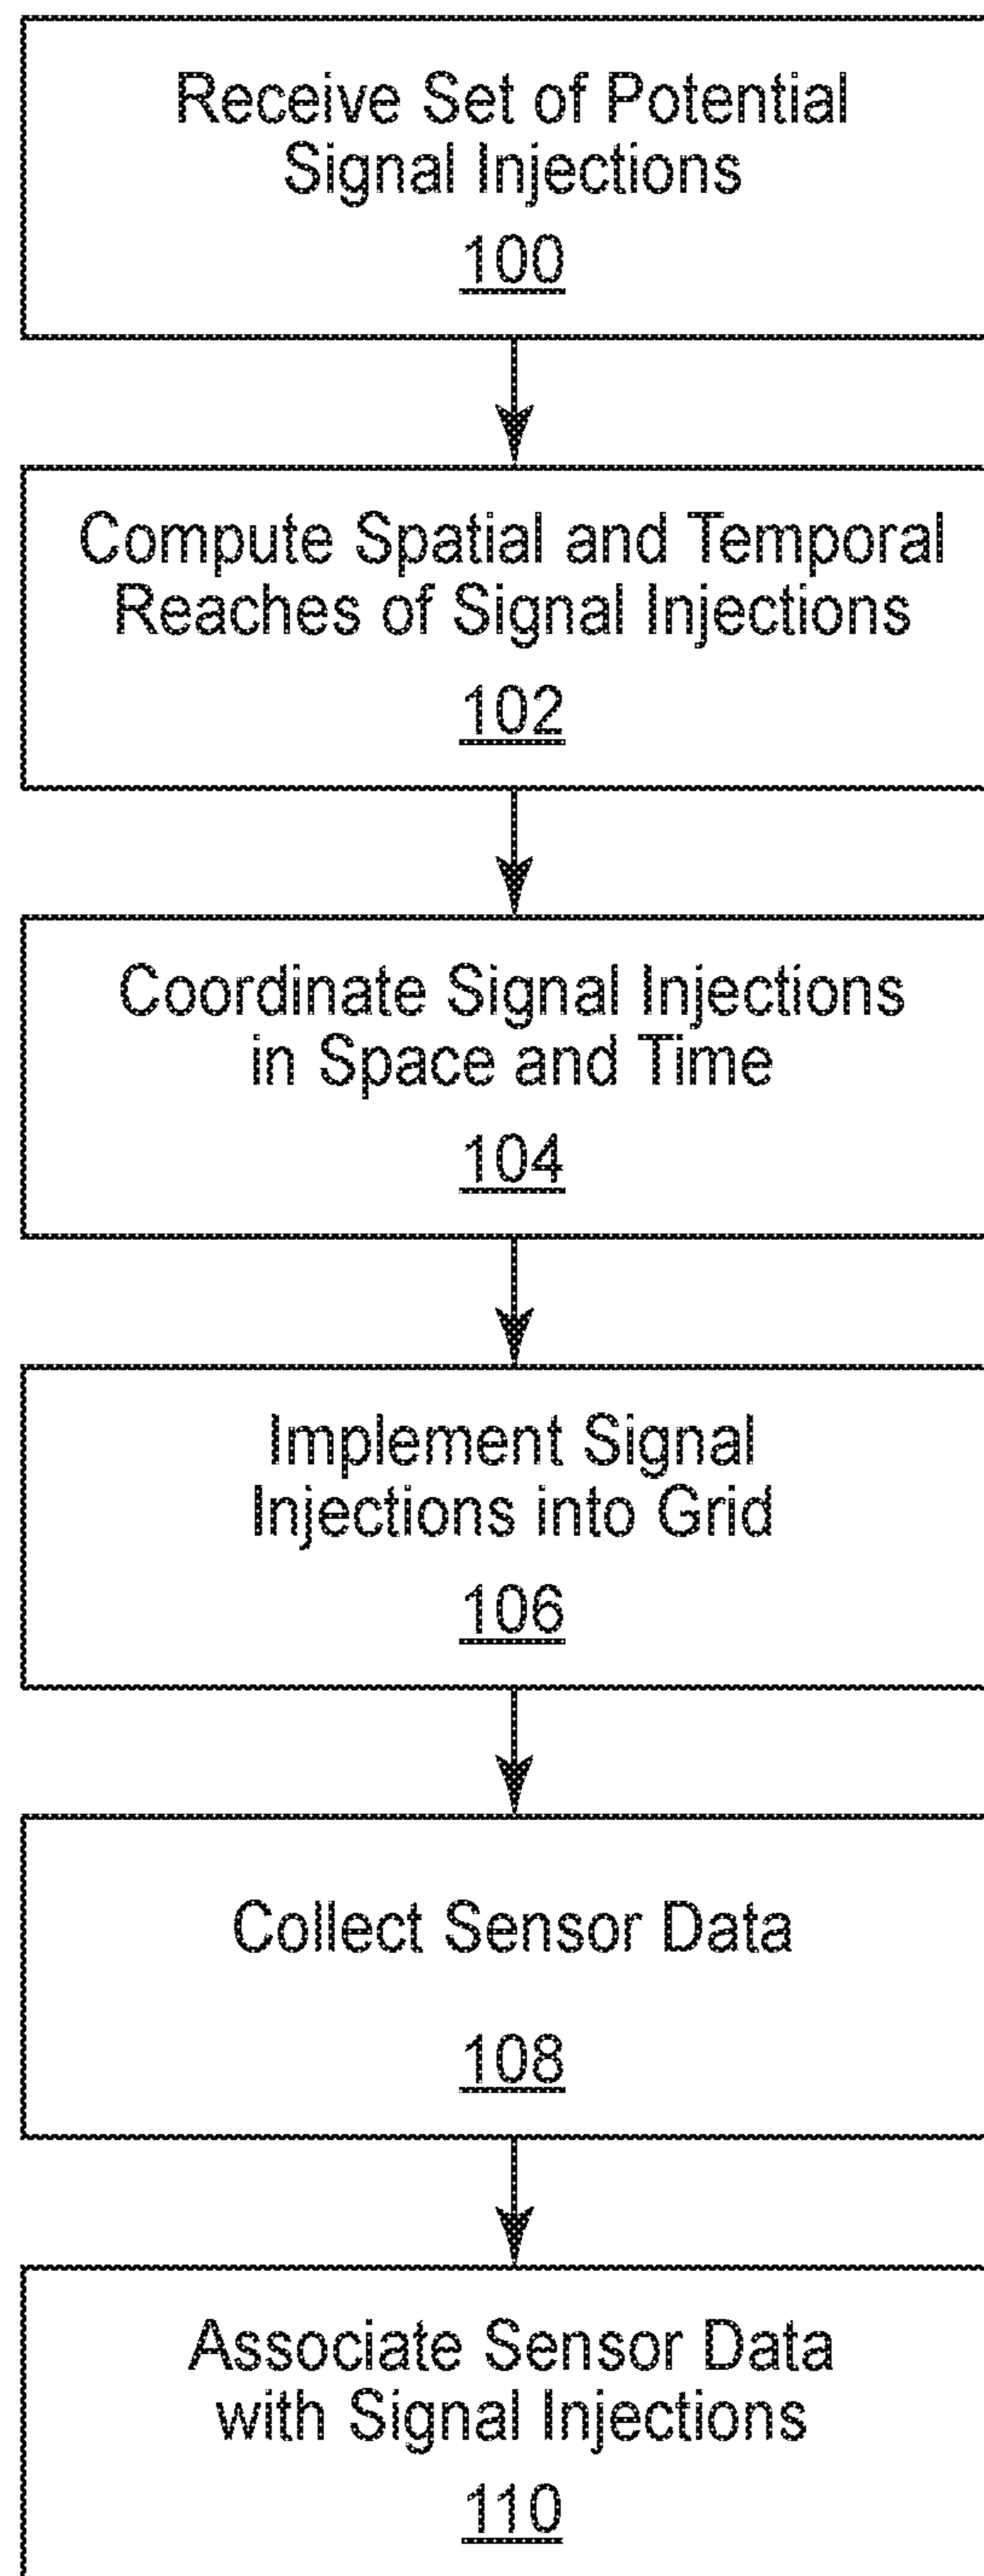 Receive Set of Potential
Signal Injections
100
Compute Spatial and Temporal
Reaches of Signal Injections
102
Coordinate Signal Injections
in Space and Time
104
Implement Signal
Injections into Grid
106
Collect Sensor Data
108
Associate Sensor Data
with Signal Injections
110